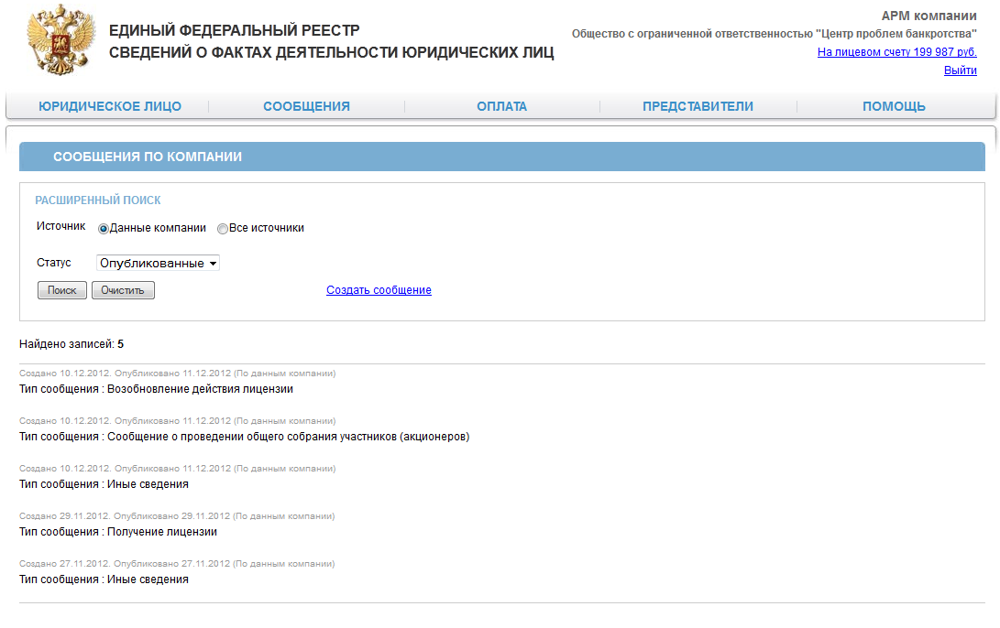 ЕДИНЫЙ ФЕДЕРАЛЬНЫЙ РЕЕСТР
СВЕДЕНИЙ О ФАКТАХ ДЕЯТЕЛЬНОСТИ ЮРИДИЧЕСКИХ ЛИЦ
АРМ компании
Общество с ограниченной ответственностью "Центр проблем банкротства"
На лицевом счету 199 987 руб.
Выйти
ЮРИДИЧЕСКОЕ ЛИЦО СООБЩЕНИЯ ОПЛАТА ПРЕДСТАВИТЕЛИ ПОМОЩЬ
СООБЩЕНИЯ ПО КОМПАНИИ
РАСШИРЕННЫЙ ПОИСК
Источник Данные компании Все источники
Статус Опубликованные
Поиск Очистить Создать сообщение
Найдено записей: 5
Создано 10.12.2012. Опубликовано 11.12.2012 (По данным компании)
Тип сообщения : Возобновление действия лицензии
Создано 10.12.2012. Опубликовано 11.12.2012 (По данным компании)
Тип сообщения : Сообщение о проведении общего собрания участников (акционеров)
Создано 10.12.2012. Опубликовано 11.12.2012 (По данным компании)
Тип сообщения : Иные сведения
Создано 29.11.2012. Опубликовано 29.11.2012 (По данным компании)
Тип сообщения : Получение лицензии
Создано 27.11.2012. Опубликовано 27.11.2012 (По данным компании)
Тип сообщения : Иные сведения